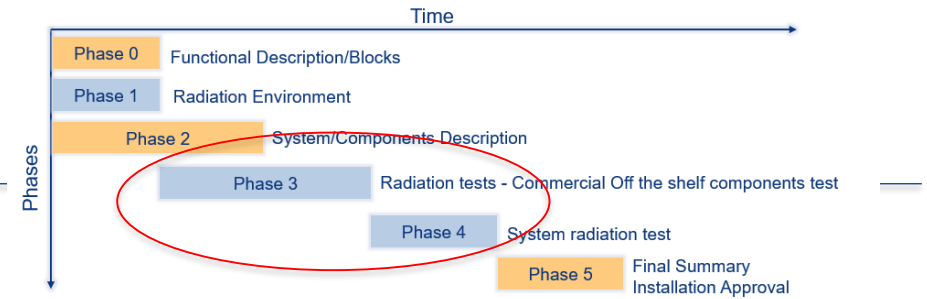 Time
Phases
Phase 0
Functional Description/Blocks
Phase 1
Radiation Environment
Phase 2
System/Components Description
Phase 3
Radiation tests - Commercial Off the shelf components test
Phase 4
System radiation test
Phase 5
Final Summary
Installation Approval